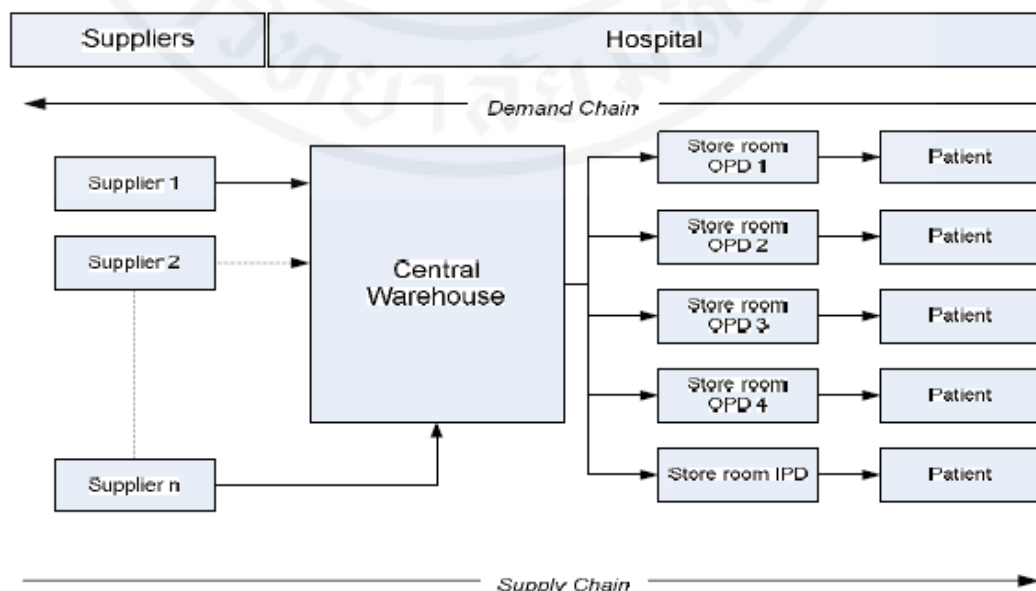 Suppliers
Hospital
Demand Chain
Supplier 1
Supplier 2
Supplier n
Central
Warehouse
Store room
OPD 1
Patient
Store room
OPD 2
Patient
Store room
OPD 3
Patient
Store room
OPD 4
Patient
Store room IPD
Patient
Supply Chain